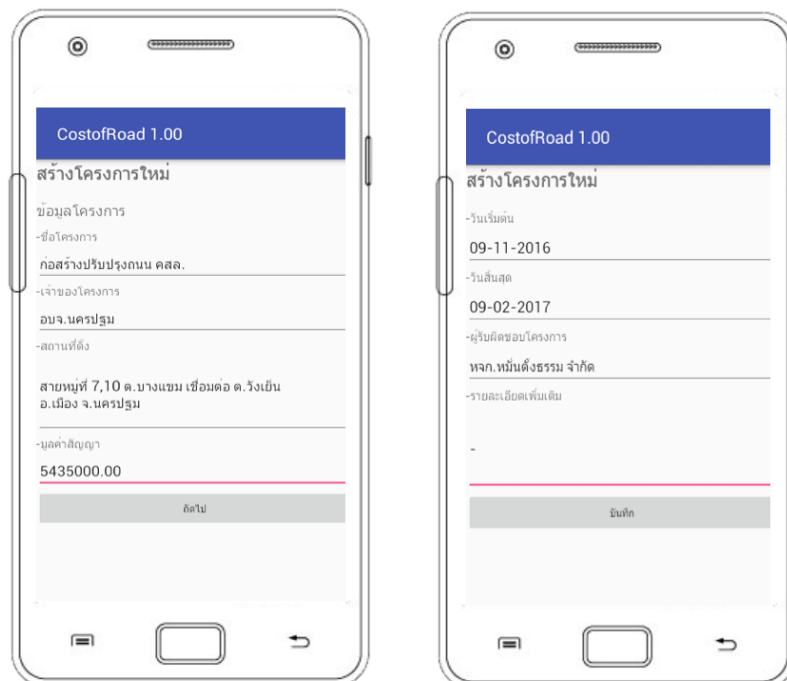 CostofRoad 1.00
สร้างโครงการใหม่
ข้อมูลโครงการ
-ชื่อโครงการ
ก่อสร้างปรับปรุงถนน คสล.
-เจ้าของโครงการ
อบจ.นครปฐม
-สถานที่ตั้ง
สายหมู่ที่ 7,10 ต.บางแขม เชื่อมต่อ ต.วังเย็น
อ.เมือง จ.นครปฐม
-มูลค่าสัญญา
5435000.00
ถัดไป
CostofRoad 1.00
สร้างโครงการใหม่
-วันเริ่มต้น
09-11-2016
-วันสิ้นสุด
09-02-2017
-ผู้รับผิดชอบโครงการ
หจก.หมั่นตั้งธรรม จำกัด
-รายละเอียดเพิ่มเติม
-
บันทึก